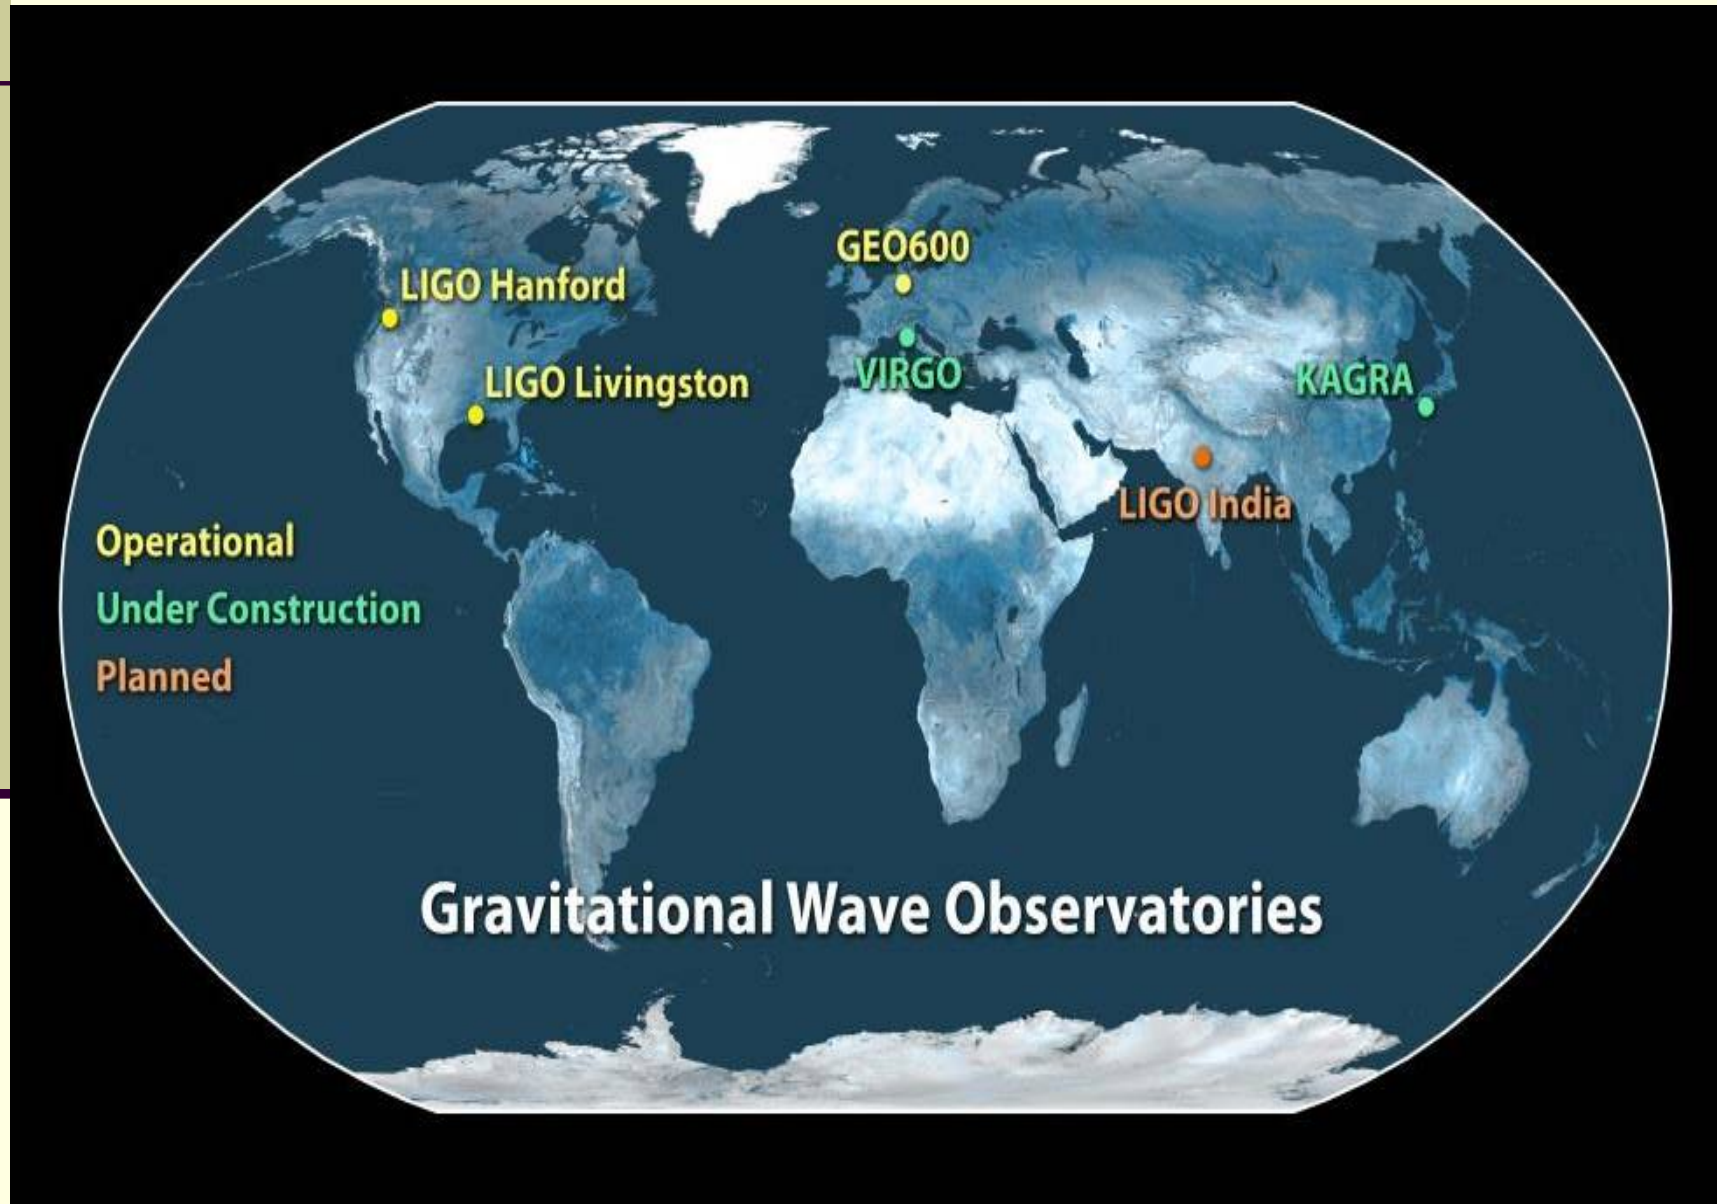 GEO600
LIGO Hanford
LIGO Livingston
VIRGO
KAGRA
LIGO India
Operational
Under Construction
Planned
Gravitational Wave Observatories